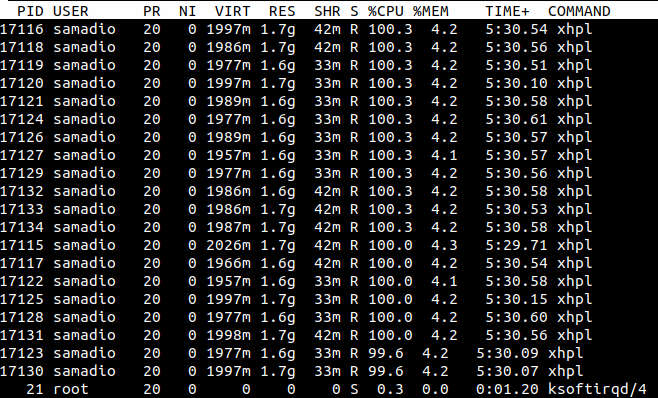 PID USER PR NI VIRT RES SHR S %CPU %MEM TIME+ COMMAND
17116 samadio 20 0 1997m 1.7g 42m R 100.3 4.2 5:30.54 xhpl
17118 samadio 20 0 1986m 1.7g 42m R 100.3 4.2 5:30.56 xhpl
17119 samadio 20 0 1977m 1.6g 33m R 100.3 4.2 5:30.51 xhpl
17120 samadio 20 0 1997m 1.7g 33m R 100.3 4.2 5:30.10 xhpl
17121 samadio 20 0 1989m 1.6g 33m R 100.3 4.2 5:30.58 xhpl
17124 samadio 20 0 1977m 1.6g 33m R 100.3 4.2 5:30.61 xhpl
17126 samadio 20 0 1989m 1.6g 33m R 100.3 4.2 5:30.57 xhpl
17127 samadio 20 0 1957m 1.6g 33m R 100.3 4.1 5:30.57 xhpl
17129 samadio 20 0 1977m 1.6g 33m R 100.3 4.2 5:30.56 xhpl
17132 samadio 20 0 1986m 1.6g 42m R 100.3 4.2 5:30.58 xhpl
17133 samadio 20 0 1986m 1.7g 42m R 100.3 4.2 5:30.53 xhpl
17134 samadio 20 0 1987m 1.7g 42m R 100.3 4.2 5:30.58 xhpl
17115 samadio 20 0 2026m 1.7g 42m R 100.0 4.3 5:29.71 xhpl
17117 samadio 20 0 1966m 1.6g 42m R 100.0 4.2 5:30.54 xhpl
17122 samadio 20 0 1957m 1.6g 33m R 100.0 4.1 5:30.58 xhpl
17125 samadio 20 0 1997m 1.7g 33m R 100.0 4.2 5:30.15 xhpl
17128 samadio 20 0 1977m 1.6g 33m R 100.0 4.2 5:30.60 xhpl
17131 samadio 20 0 1998m 1.7g 42m R 100.0 4.2 5:30.56 xhpl
17123 samadio 20 0 1977m 1.6g 33m R 99.6 4.2 5:30.09 xhpl
17130 samadio 20 0 1997m 1.7g 33m R 99.6 4.2 5:30.07 xhpl
21 root 20 0 0 0 0 S 0.3 0.0 0:01.20 ksoftirqd/4